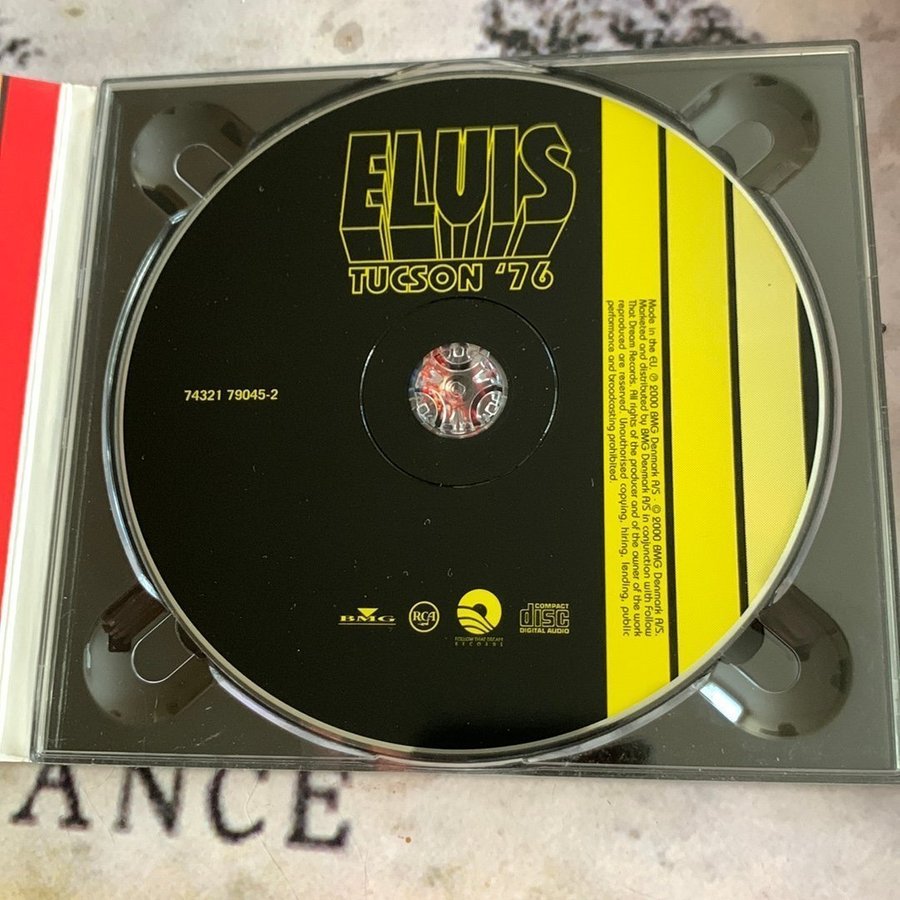 ELVIS
TUCSON '76
74321 79045-2
Made in the EU. ℗ 2000 BMG Denmark A/S · © 2000 BMG Denmark A/S.
Marketed and distributed by BMG Denmark A/S in conjunction with Follow
That Dream Records. All rights of the producer and of the owner of the work
reproduced are reserved. Unauthorised copying, hiring, lending, public
performance and broadcasting prohibited.
BMG
RCA
FOLLOW THAT DREAM
RECORDS
COMPACT
disc
DIGITAL AUDIO
ANCE